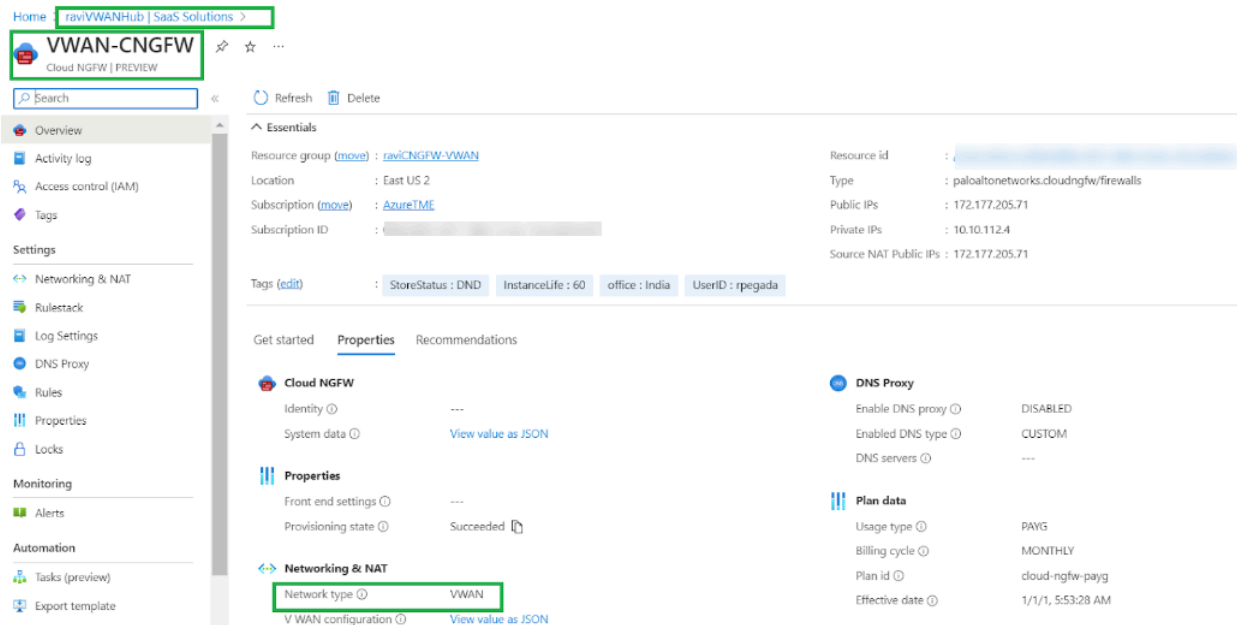 Home > raviVWANHub | SaaS Solutions >
VWAN-CNGFW
Cloud NGFW | PREVIEW
Search
Refresh Delete
Overview
Activity log
Access control (IAM)
Tags
Settings
Networking & NAT
Rulestack
Log Settings
DNS Proxy
Rules
Properties
Locks
Monitoring
Alerts
Automation
Tasks (preview)
Export template
Essentials
Resource group (move) : raviCNGFW-VWAN
Location : East US 2
Subscription (move) : AzureTME
Subscription ID :
Resource id :
Type : paloaltonetworks.cloudngfw/firewalls
Public IPs : 172.177.205.71
Private IPs : 10.10.112.4
Source NAT Public IPs : 172.177.205.71
Tags (edit) : StoreStatus : DND InstanceLife : 60 office : India UserID : rpegada
Get started Properties Recommendations
Cloud NGFW
Identity ---
System data View value as JSON
Properties
Front end settings ---
Provisioning state Succeeded
Networking & NAT
Network type VWAN
V WAN configuration View value as JSON
DNS Proxy
Enable DNS proxy DISABLED
Enabled DNS type CUSTOM
DNS servers ---
Plan data
Usage type PAYG
Billing cycle MONTHLY
Plan id cloud-ngfw-payg
Effective date 1/1/1, 5:53:28 AM